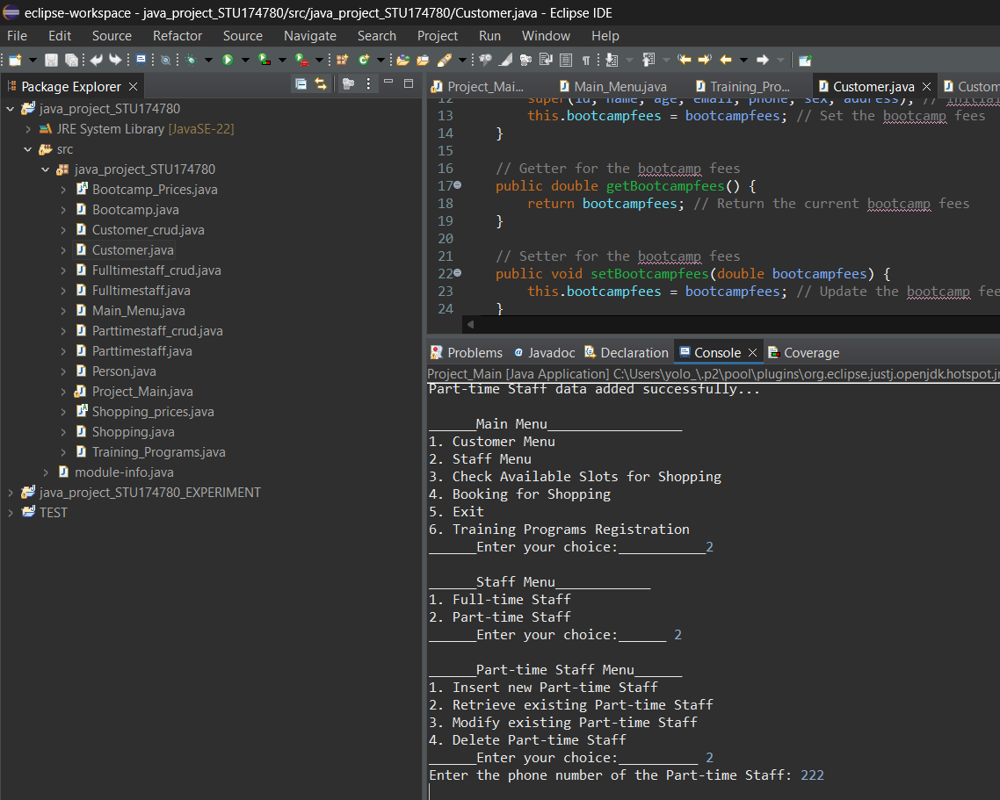 eclipse-workspace - java_project_STU174780/src/java_project_STU174780/Customer.java - Eclipse IDE
File Edit Source Refactor Source Navigate Search Project Run Window Help
Package Explorer
java_project_STU174780
JRE System Library [JavaSE-22]
src
java_project_STU174780
Bootcamp_Prices.java
Bootcamp.java
Customer_crud.java
Customer.java
Fulltimestaff_crud.java
Fulltimestaff.java
Main_Menu.java
Parttimestaff_crud.java
Parttimestaff.java
Person.java
Project_Main.java
Shopping_prices.java
Shopping.java
Training_Programs.java
module-info.java
java_project_STU174780_EXPERIMENT
TEST
Project_Mai... Main_Menu.java Training_Pro... Customer.java Custom
12 super(id, name, age, email, phone, sex, address); //
13 this.bootcampfees = bootcampfees; // Set the bootcamp fees
14 }
15
16 // Getter for the bootcamp fees
17 public double getBootcampfees() {
18 return bootcampfees; // Return the current bootcamp fees
19 }
20
21 // Setter for the bootcamp fees
22 public void setBootcampfees(double bootcampfees) {
23 this.bootcampfees = bootcampfees; // Update the bootcamp fee
24 }
Problems @ Javadoc Declaration Console Coverage
Project_Main [Java Application] C:\Users\yolo_\.p2\pool\plugins\org.eclipse.justj.openjdk.hotspot.jr
Part-time Staff data added successfully...
______Main Menu_________________
1. Customer Menu
2. Staff Menu
3. Check Available Slots for Shopping
4. Booking for Shopping
5. Exit
6. Training Programs Registration
______Enter your choice:___________2
______Staff Menu____________
1. Full-time Staff
2. Part-time Staff
______Enter your choice:______ 2
______Part-time Staff Menu______
1. Insert new Part-time Staff
2. Retrieve existing Part-time Staff
3. Modify existing Part-time Staff
4. Delete Part-time Staff
______Enter your choice:__________ 2
Enter the phone number of the Part-time Staff: 222